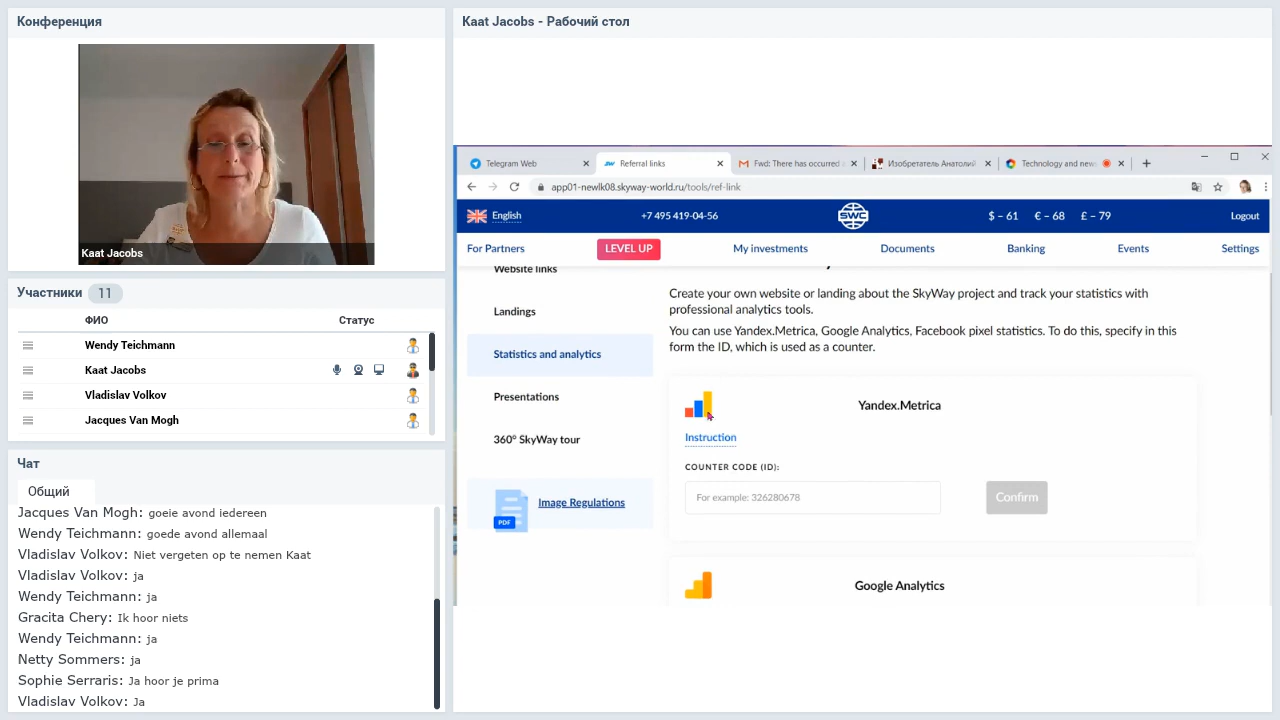 Конференция
Kaat Jacobs
Участники 11
ФИО Статус
Wendy Teichmann
Kaat Jacobs
Vladislav Volkov
Jacques Van Mogh
Чат
Общий
Jacques Van Mogh: goeie avond iedereen
Wendy Teichmann: goede avond allemaal
Vladislav Volkov: Niet vergeten op te nemen Kaat
Vladislav Volkov: ja
Wendy Teichmann: ja
Gracita Chery: Ik hoor niets
Wendy Teichmann: ja
Netty Sommers: ja
Sophie Serraris: Ja hoor je prima
Vladislav Volkov: Ja
Kaat Jacobs - Рабочий стол
Telegram Web
Referral links
Fwd: There has occurred
Изобретатель Анатолий
Technology and new
app01-newlk08.skyway-world.ru/tools/ref-link
English +7 495 419-04-56 SWC $ – 61 € – 68 £ – 79 Logout
For Partners LEVEL UP My investments Documents Banking Events Settings
Website links
Landings
Statistics and analytics
Presentations
360° SkyWay tour
PDF Image Regulations
Create your own website or landing about the SkyWay project and track your statistics with
professional analytics tools.
You can use Yandex.Metrica, Google Analytics, Facebook pixel statistics. To do this, specify in this
form the ID, which is used as a counter.
Yandex.Metrica
Instruction
COUNTER CODE (ID):
For example: 326280678
Confirm
Google Analytics